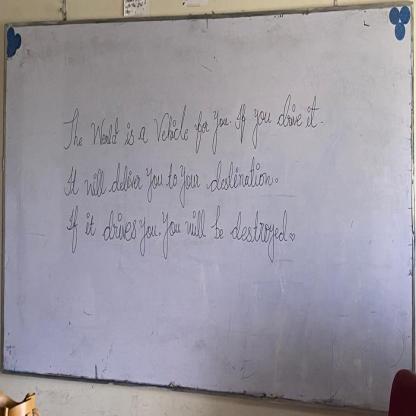 The World is a Vehicle for you. If you drive it.
It will deliver you to your destination.
If it drives you. You will be destroyed.